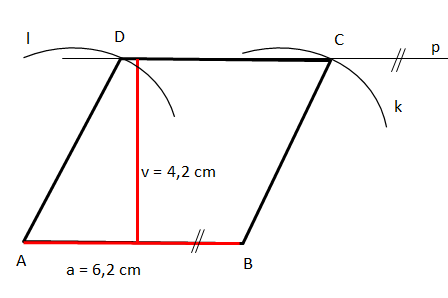 l
D
C
p
k
v = 4,2 cm
A
B
a = 6,2 cm